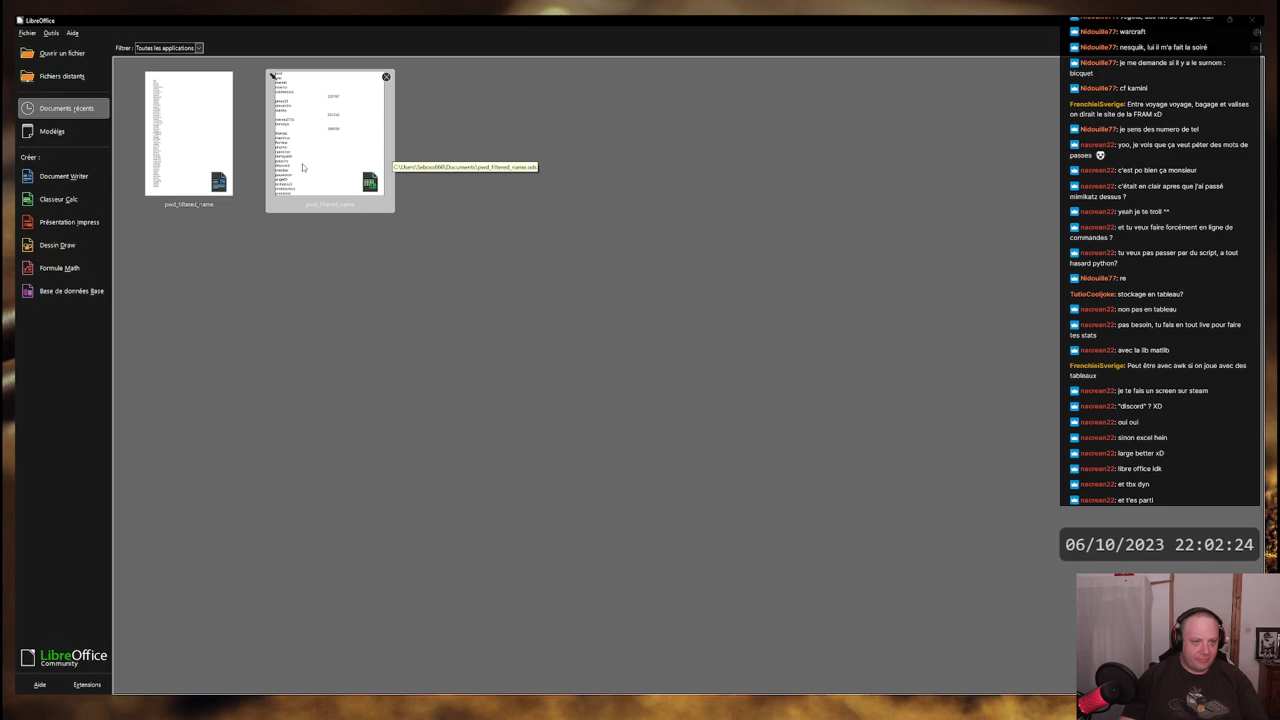 LibreOffice
Fichier Outils Aide
Filtrer : Toutes les applications
Ouvrir un fichier
Fichiers distants
Documents récents
Modèles
Créer :
Document Writer
Classeur Calc
Présentation Impress
Dessin Draw
Formule Math
Base de données Base
pwd_filtered_name
pwd_filtered_name
C:\Users\Seboss666\Documents\pwd_filtered_name.ods
LibreOffice
Community
Aide
Extensions
Nidouille77: warcraft
Nidouille77: nesquik, lui il m'a fait la soiré
Nidouille77: je me demande si il y a le surnom :
bicquet
Nidouille77: cf kamini
FrenchieiSverige: Entre voyage voyage, bagage et valises
on dirait le site de la FRAM xD
Nidouille77: je sens des numero de tel
nacrean22: yoo, je vois que ça veut péter des mots de
passes
nacrean22: c'est po bien ça monsieur
nacrean22: c'était en clair apres que j'ai passé
mimikatz dessus ?
nacrean22: yeah je te troll ^^
nacrean22: et tu veux faire forcément en ligne de
commandes ?
nacrean22: tu veux pas passer par du script, a tout
hasard python?
Nidouille77: re
TutioCooljoke: stockage en tableau?
nacrean22: non pas en tableau
nacrean22: pas besoin, tu fais en tout live pour faire
tes stats
nacrean22: avec la lib matlib
FrenchieiSverige: Peut être avec awk si on joue avec des
tableaux
nacrean22: je te fais un screen sur steam
nacrean22: "discord" ? XD
nacrean22: oui oui
nacrean22: sinon excel hein
nacrean22: large better xD
nacrean22: libre office idk
nacrean22: et tbx dyn
nacrean22: et t'es parti
06/10/2023 22:02:24